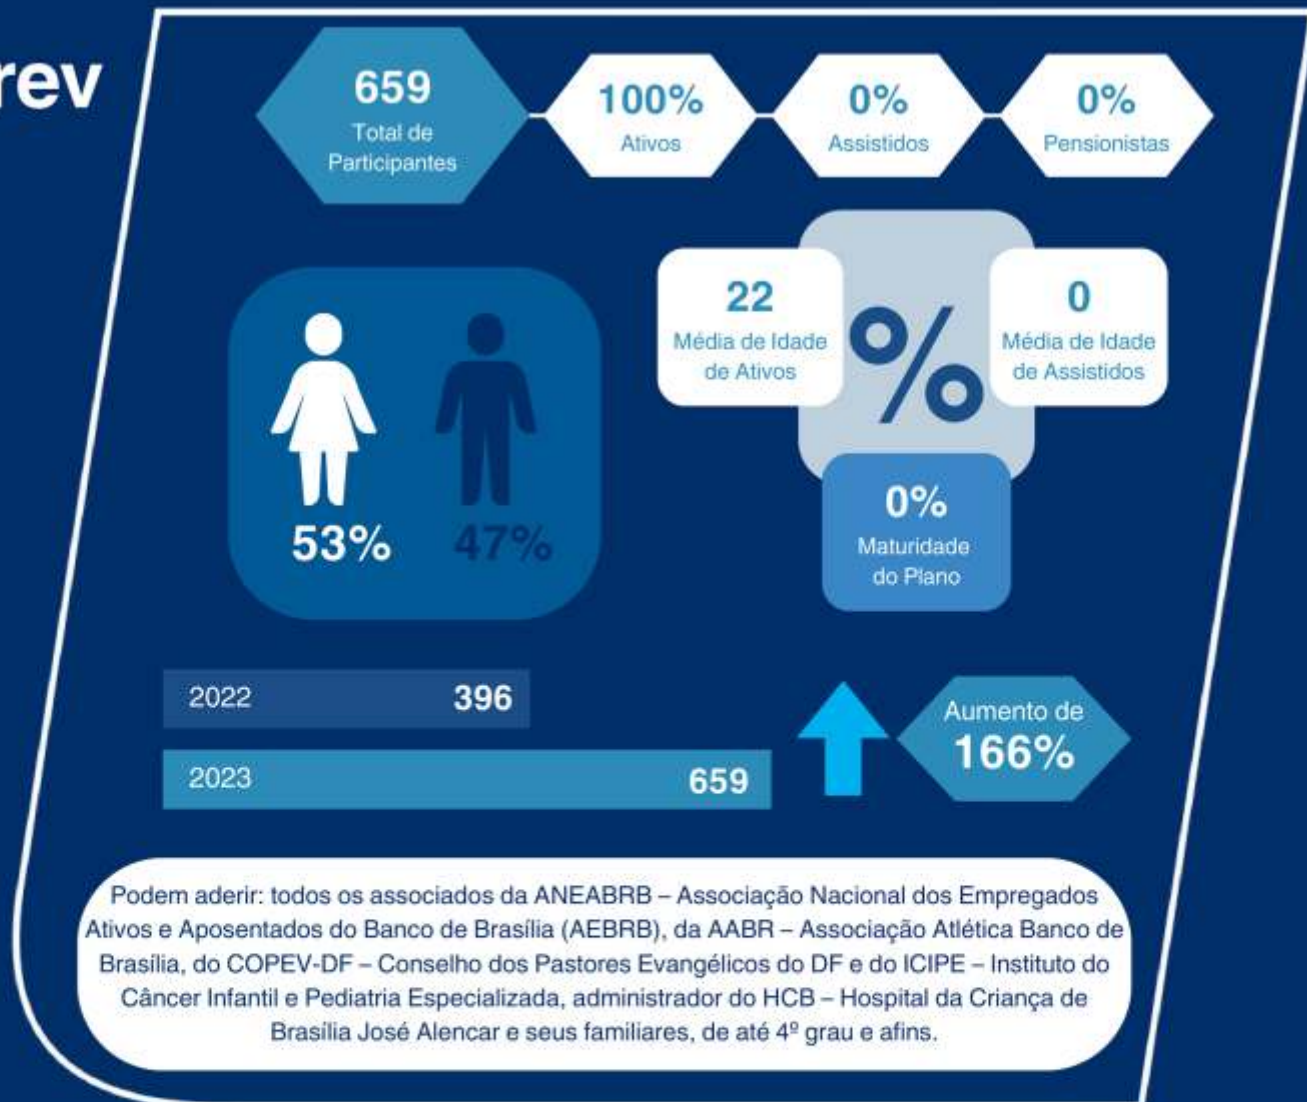 rev
659
Total de
Participantes
100%
Ativos
0%
Assistidos
0%
Pensionistas
22
Média de Idade
de Ativos
%
0
Média de Idade
de Assistidos
0%
Maturidade
do Plano
53%
47%
2022 396
2023 659
Aumento de
166%
Podem aderir: todos os associados da ANEABRB – Associação Nacional dos Empregados
Ativos e Aposentados do Banco de Brasília (AEBRB), da AABR – Associação Atlética Banco de
Brasília, do COPEV-DF – Conselho dos Pastores Evangélicos do DF e do ICIPE – Instituto do
Câncer Infantil e Pediatria Especializada, administrador do HCB – Hospital da Criança de
Brasília José Alencar e seus familiares, de até 4º grau e afins.